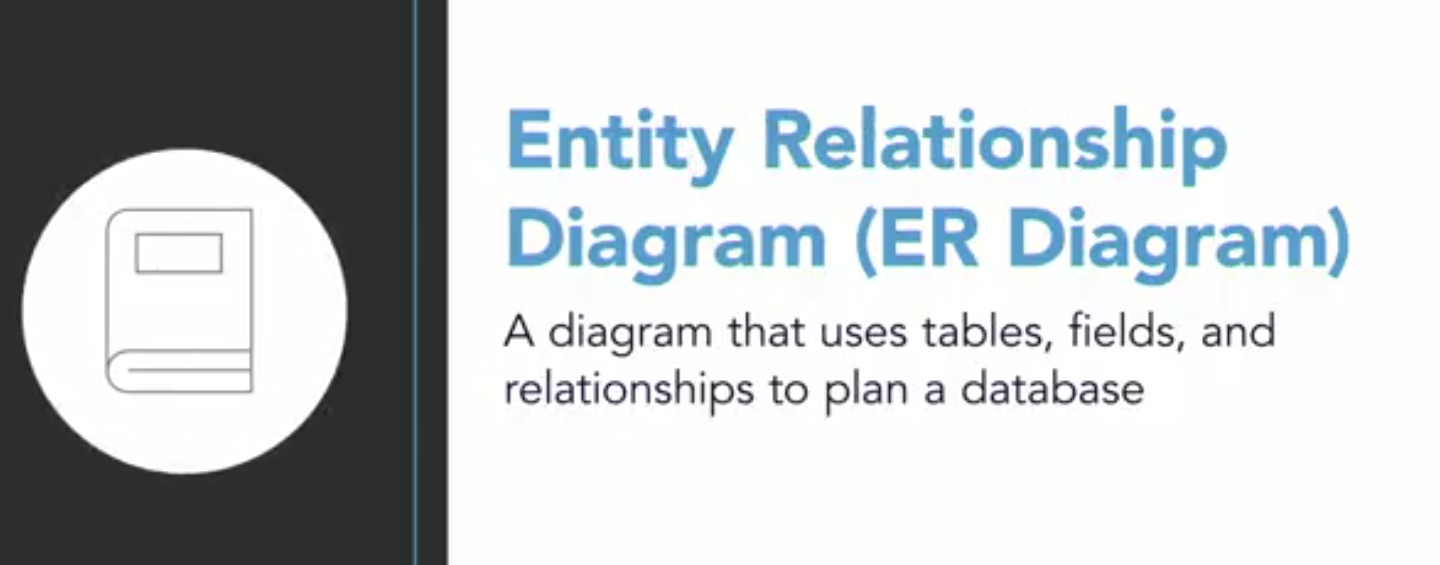 Entity Relationship
Diagram (ER Diagram)
A diagram that uses tables, fields, and
relationships to plan a database